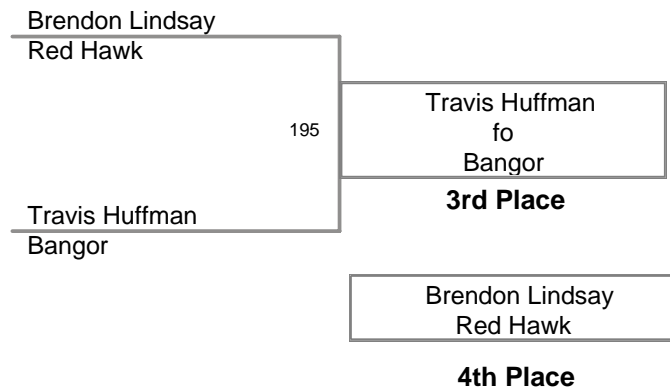 Brendon Lindsay
Red Hawk
195
Travis Huffman
fo
Bangor
3rd Place
Travis Huffman
Bangor
Brendon Lindsay
Red Hawk
4th Place